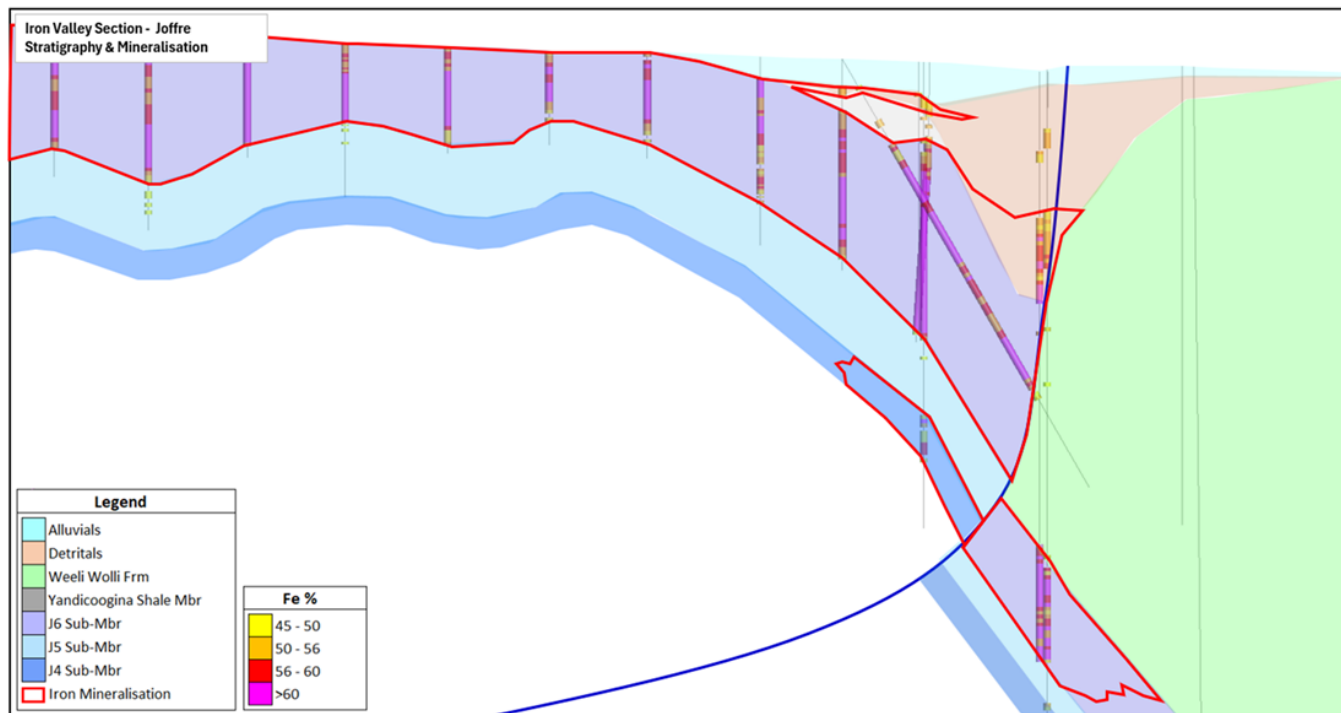 Iron Valley Section - Joffre
Stratigraphy & Mineralisation
Legend
Alluvials
Detritals
Weeli Wolli Frm
Yandicoogina Shale Mbr
J6 Sub-Mbr
J5 Sub-Mbr
J4 Sub-Mbr
Iron Mineralisation
Fe %
45 - 50
50 - 56
56 - 60
>60